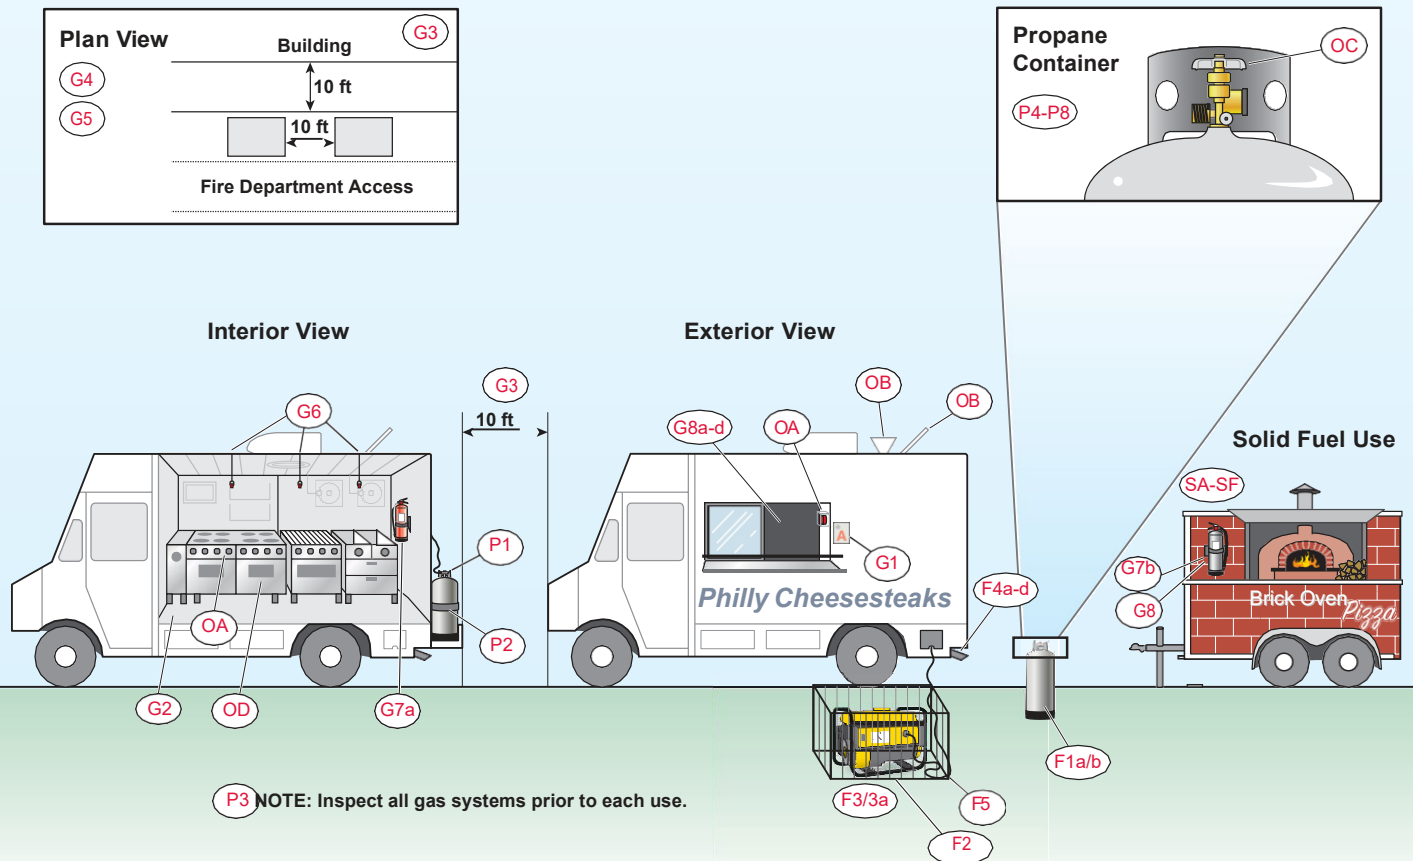 Plan View
G3
Building
G4
10 ft
G5
10 ft
Fire Department Access
Propane
Container
OC
P4-P8
Interior View
Exterior View
G3
10 ft
G6
OB
OB
G8a-d
OA
Solid Fuel Use
SA-SF
P1
A
G1
G7b
F4a-d
Philly Cheesesteaks
G8
Brick Oven
Pizza
OA
P2
G2
OD
G7a
F1a/b
P3 NOTE: Inspect all gas systems prior to each use.
F3/3a
F5
F2